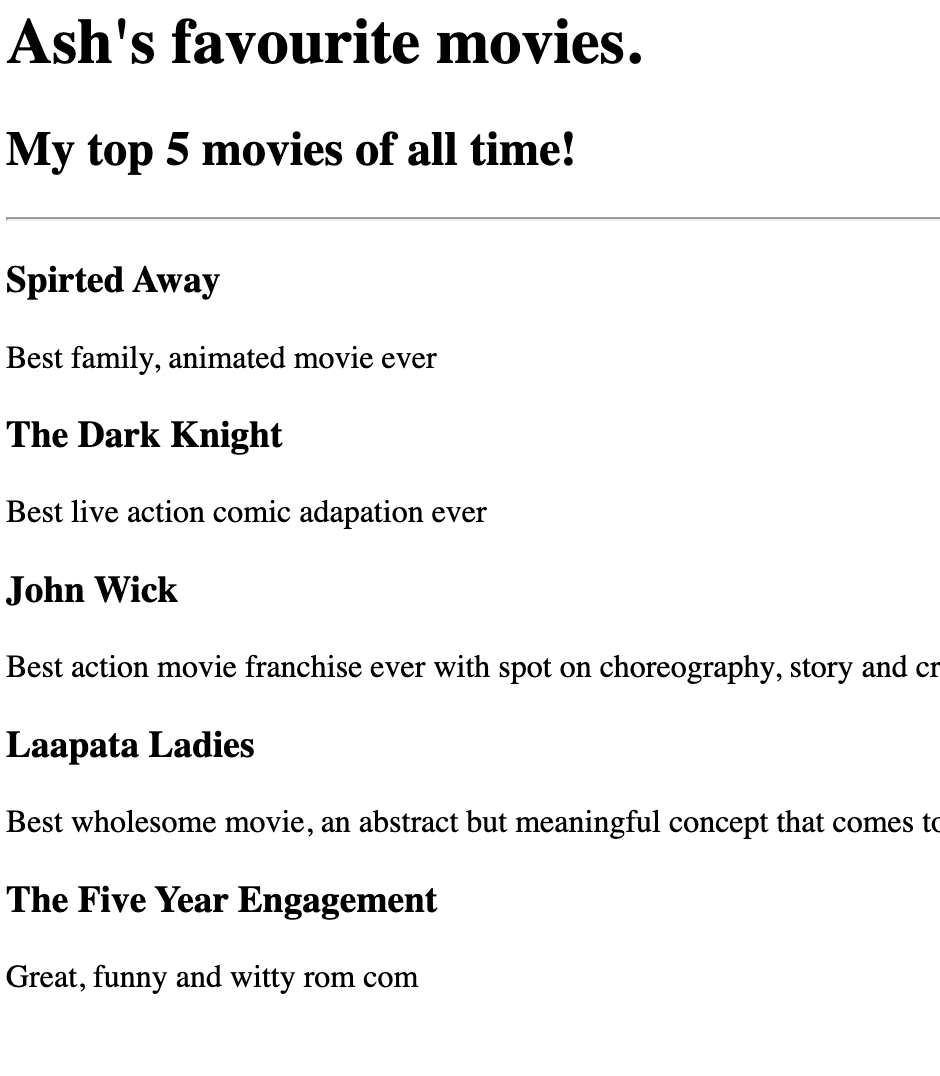 Ash's favourite movies.
My top 5 movies of all time!
Spirted Away
Best family, animated movie ever
The Dark Knight
Best live action comic adapation ever
John Wick
Best action movie franchise ever with spot on choreography, story and
Laapata Ladies
Best wholesome movie, an abstract but meaningful concept that comes
The Five Year Engagement
Great, funny and witty rom com